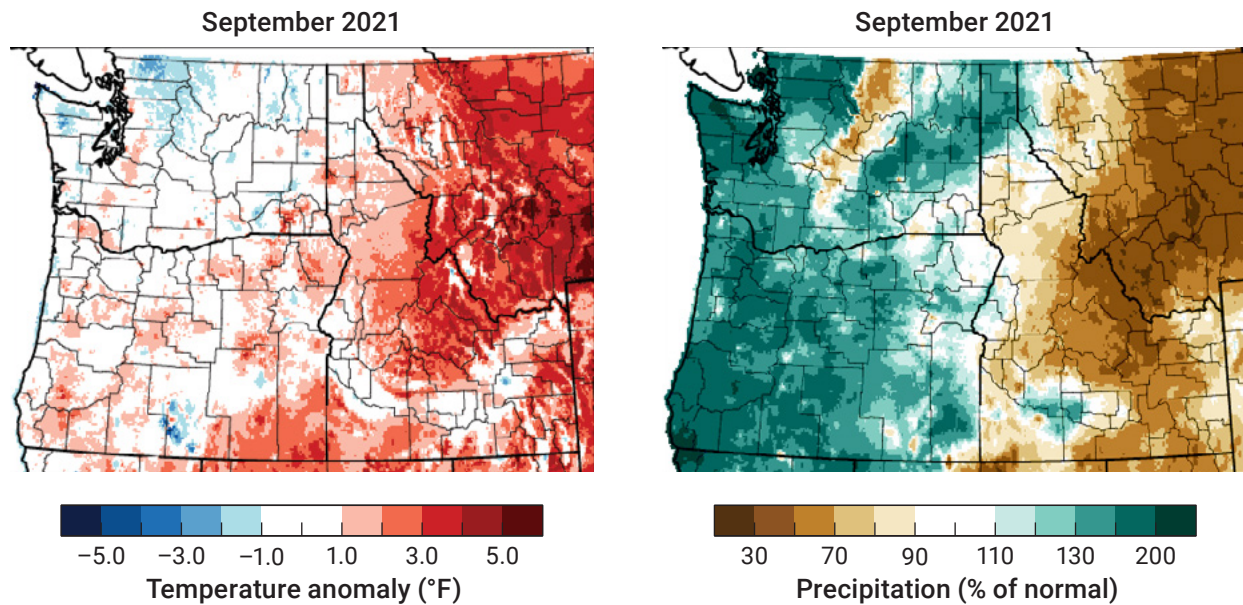 September 2021
September 2021
−5.0 −3.0 −1.0 1.0 3.0 5.0
Temperature anomaly (°F)
30 70 90 110 130 200
Precipitation (% of normal)